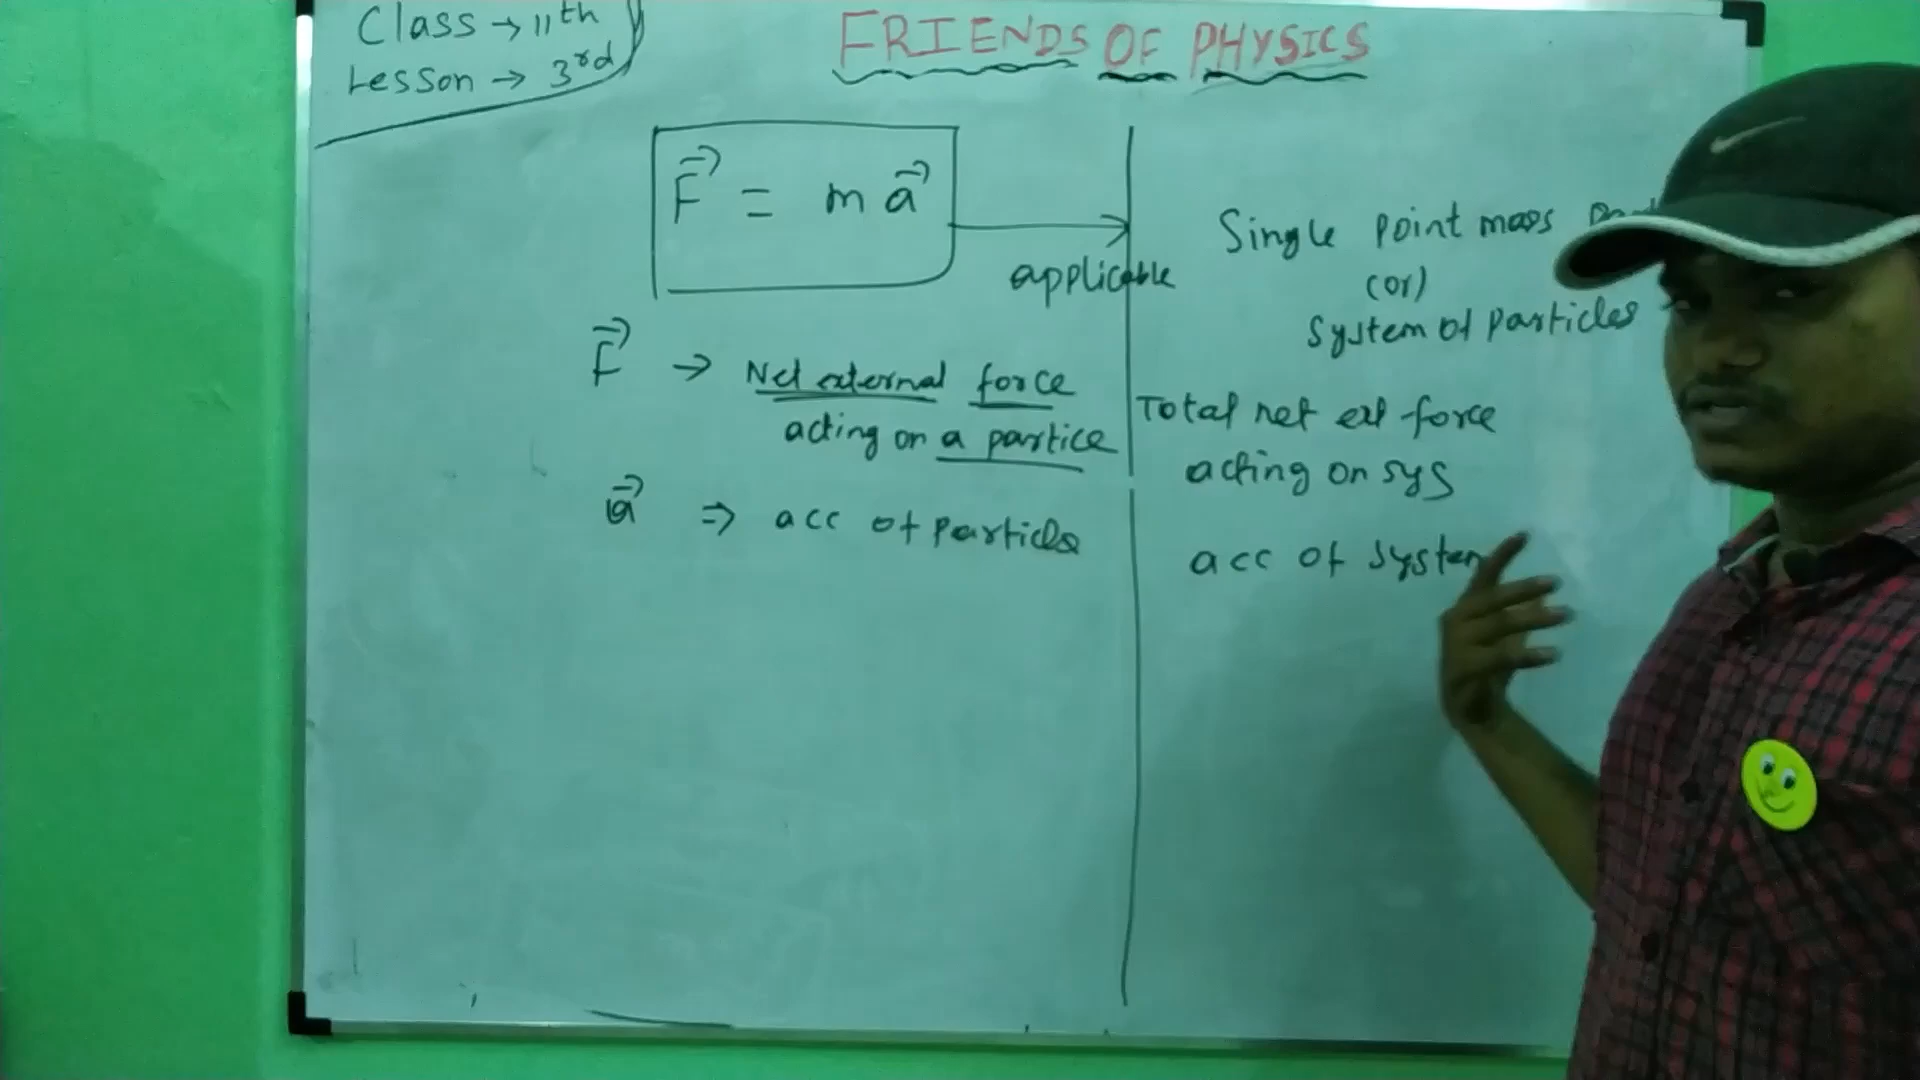 Class → 11th
Lesson → 3rd
FRIENDS OF PHYSICS
F⃗ = m a⃗
applicable
Single point mass
(or)
System of particles
F⃗ → Net external force
acting on a partice
a⃗ ⇒ acc of particle
Total net ext force
acting on sys
acc of system